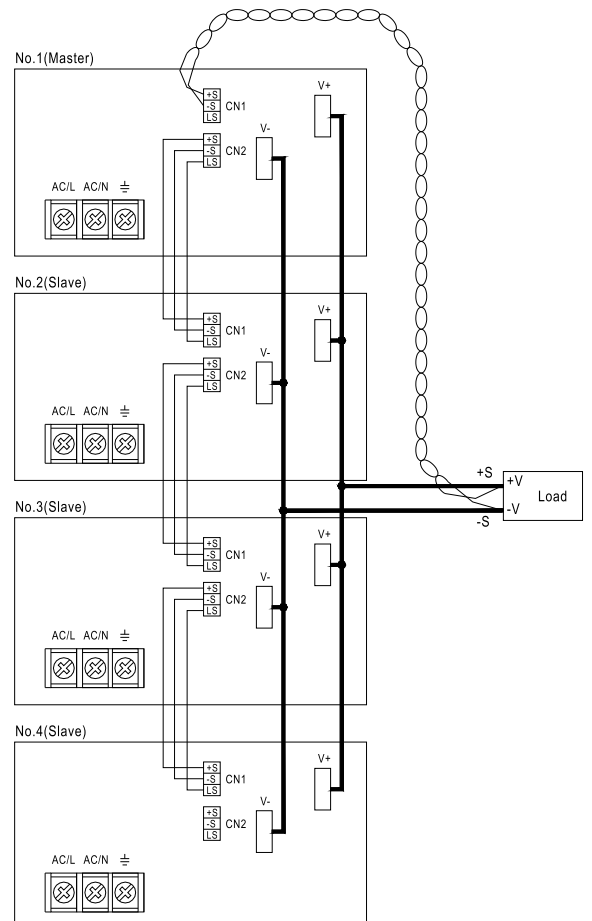 No.1(Master)
V+
+S
-S
LS
CN1
V-
+S
-S
LS
CN2
AC/L AC/N ⏚
No.2(Slave)
V+
+S
-S
LS
CN1
V-
+S
-S
LS
CN2
AC/L AC/N ⏚
+S
+V
Load
-V
-S
No.3(Slave)
V+
+S
-S
LS
CN1
V-
+S
-S
LS
CN2
AC/L AC/N ⏚
No.4(Slave)
V+
+S
-S
LS
CN1
V-
+S
-S
LS
CN2
AC/L AC/N ⏚